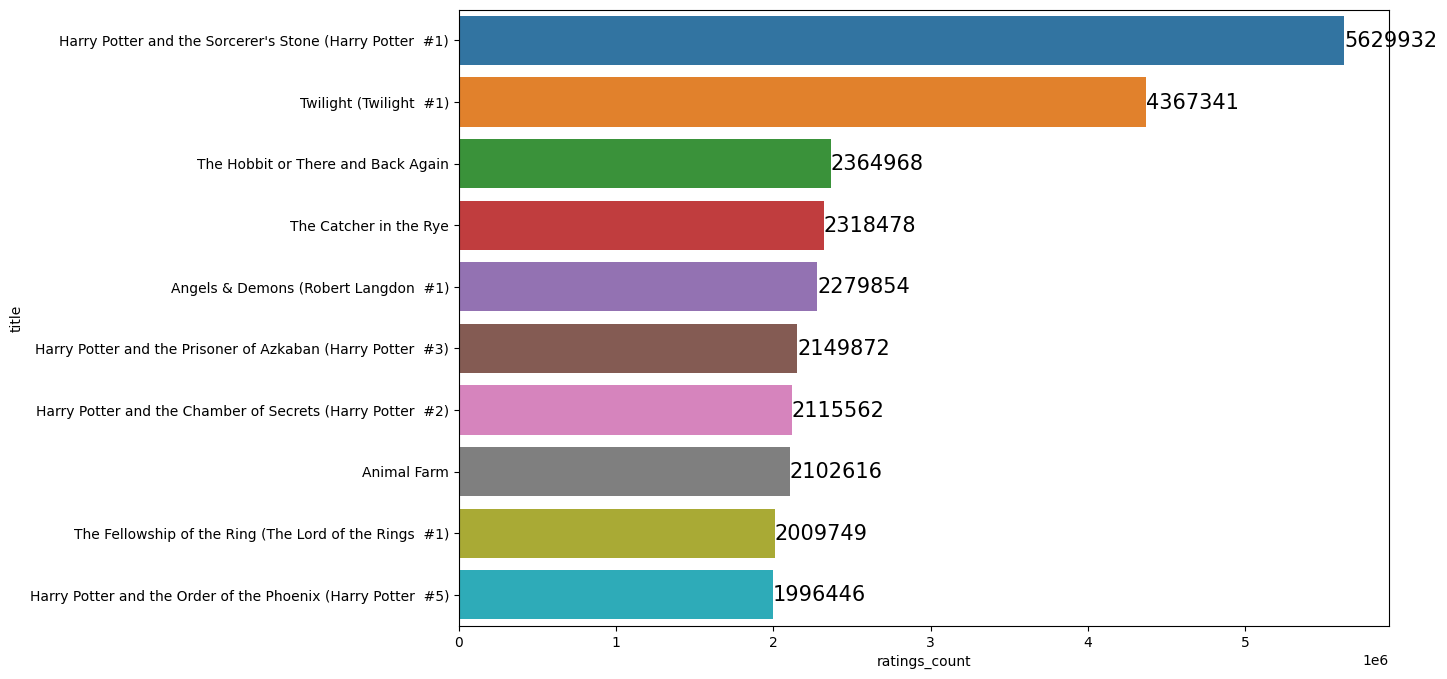 Harry Potter and the Sorcerer's Stone (Harry Potter  #1)
5629932
Twilight (Twilight  #1)
4367341
The Hobbit or There and Back Again
2364968
The Catcher in the Rye
2318478
Angels & Demons (Robert Langdon  #1)
2279854
title
Harry Potter and the Prisoner of Azkaban (Harry Potter  #3)
2149872
Harry Potter and the Chamber of Secrets (Harry Potter  #2)
2115562
Animal Farm
2102616
The Fellowship of the Ring (The Lord of the Rings  #1)
2009749
Harry Potter and the Order of the Phoenix (Harry Potter  #5)
1996446
0 1 2 3 4 5
ratings_count
1e6